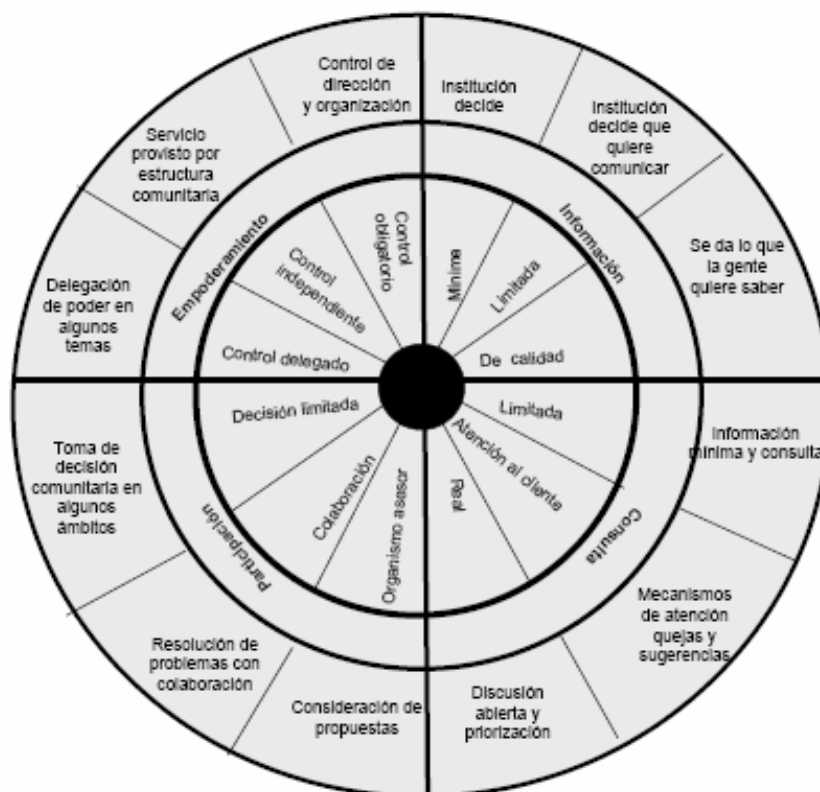 Control de
dirección
y organización
Institución
decide
Institución
decide que
quiere
comunicar
Se da lo que
la gente
quiere saber
Servicio
provisto por
estructura
comunitaria
Delegación
de poder en
algunos
temas
Empoderamiento
Información
Control
obligatorio
Control
independiente
Control delegado
Mínima
Limitada
De calidad
Decisión limitada
Colaboración
Organismo asesor
Limitada
Atención al cliente
Real
Participación
Consulta
Información
mínima y consulta
Toma de
decisión
comunitaria en
algunos
ámbitos
Mecanismos
de atención
quejas y
sugerencias
Resolución de
problemas con
colaboración
Consideración de
propuestas
Discusión
abierta y
priorización